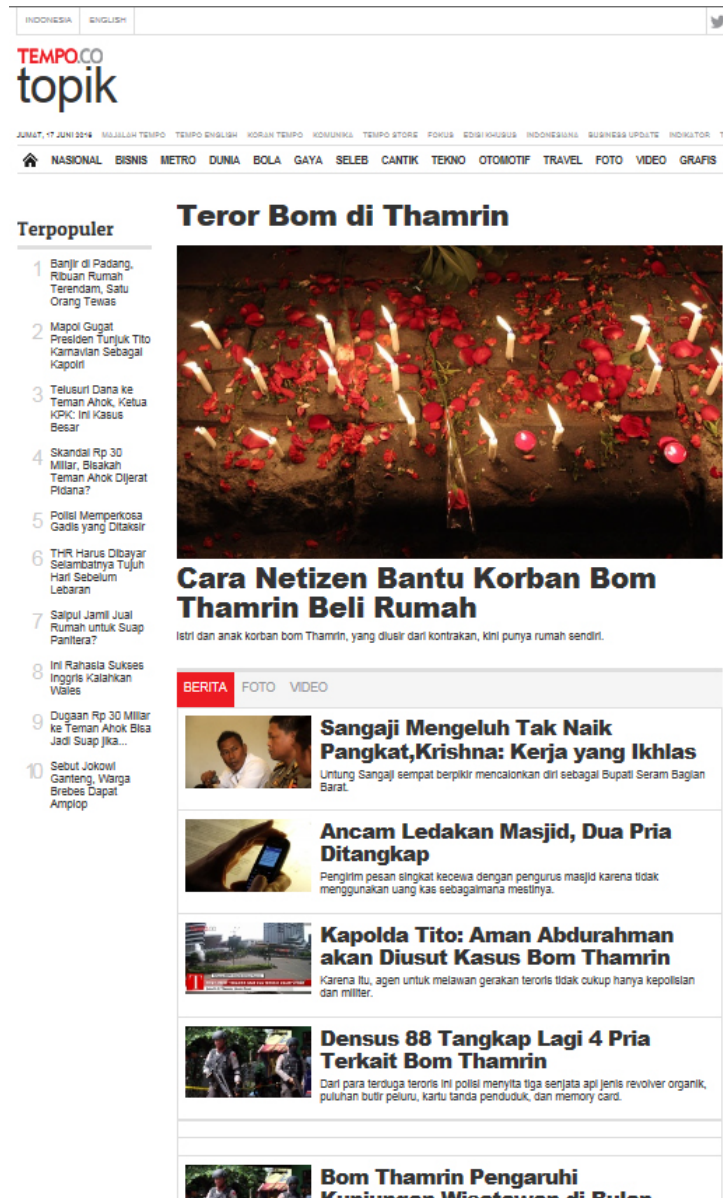 INDONESIA ENGLISH
TEMPO.CO
topik
JUMAT, 17 JUNI 2016 MAJALAH TEMPO TEMPO ENGLISH KORAN TEMPO KOMUNIKA TEMPO STORE FOKUS EDISI KHUSUS INDONESIANA BUSINESS UPDATE INDIKATOR
NASIONAL BISNIS METRO DUNIA BOLA GAYA SELEB CANTIK TEKNO OTOMOTIF TRAVEL FOTO VIDEO GRAFIS
Terpopuler
1 Banjir di Padang,
Ribuan Rumah
Terendam, Satu
Orang Tewas
2 Mapol Gugat
Presiden Tunjuk Tito
Karnavian Sebagai
Kapolri
3 Telusuri Dana ke
Teman Ahok, Ketua
KPK: Ini Kasus
Besar
4 Skandal Rp 30
Miliar, Bisakah
Teman Ahok Dijerat
Pidana?
5 Polisi Memperkosa
Gadis yang Ditaksir
6 THR Harus Dibayar
Selambatnya Tujuh
Hari Sebelum
Lebaran
7 Saipul Jamil Jual
Rumah untuk Suap
Panitera?
8 Ini Rahasia Sukses
Inggris Kalahkan
Wales
9 Dugaan Rp 30 Miliar
ke Teman Ahok Bisa
Jadi Suap jika...
10 Sebut Jokowi
Ganteng, Warga
Brebes Dapat
Amplop
Teror Bom di Thamrin
Cara Netizen Bantu Korban Bom
Thamrin Beli Rumah
Istri dan anak korban bom Thamrin, yang diusir dari kontrakan, kini punya rumah sendiri.
BERITA FOTO VIDEO
Sangaji Mengeluh Tak Naik
Pangkat,Krishna: Kerja yang Ikhlas
Untung Sangaji sempat berpikir mencalonkan diri sebagai Bupati Seram Bagian
Barat.
Ancam Ledakan Masjid, Dua Pria
Ditangkap
Pengirim pesan singkat kecewa dengan pengurus masjid karena tidak
menggunakan uang kas sebagaimana mestinya.
Kapolda Tito: Aman Abdurahman
akan Diusut Kasus Bom Thamrin
Karena itu, agen untuk melawan gerakan teroris tidak cukup hanya kepolisian
dan militer.
Densus 88 Tangkap Lagi 4 Pria
Terkait Bom Thamrin
Dari para terduga teroris ini polisi menyita tiga senjata api jenis revolver organik,
puluhan butir peluru, kartu tanda penduduk, dan memory card.
Bom Thamrin Pengaruhi
Kunjungan Wisatawan di Bulan